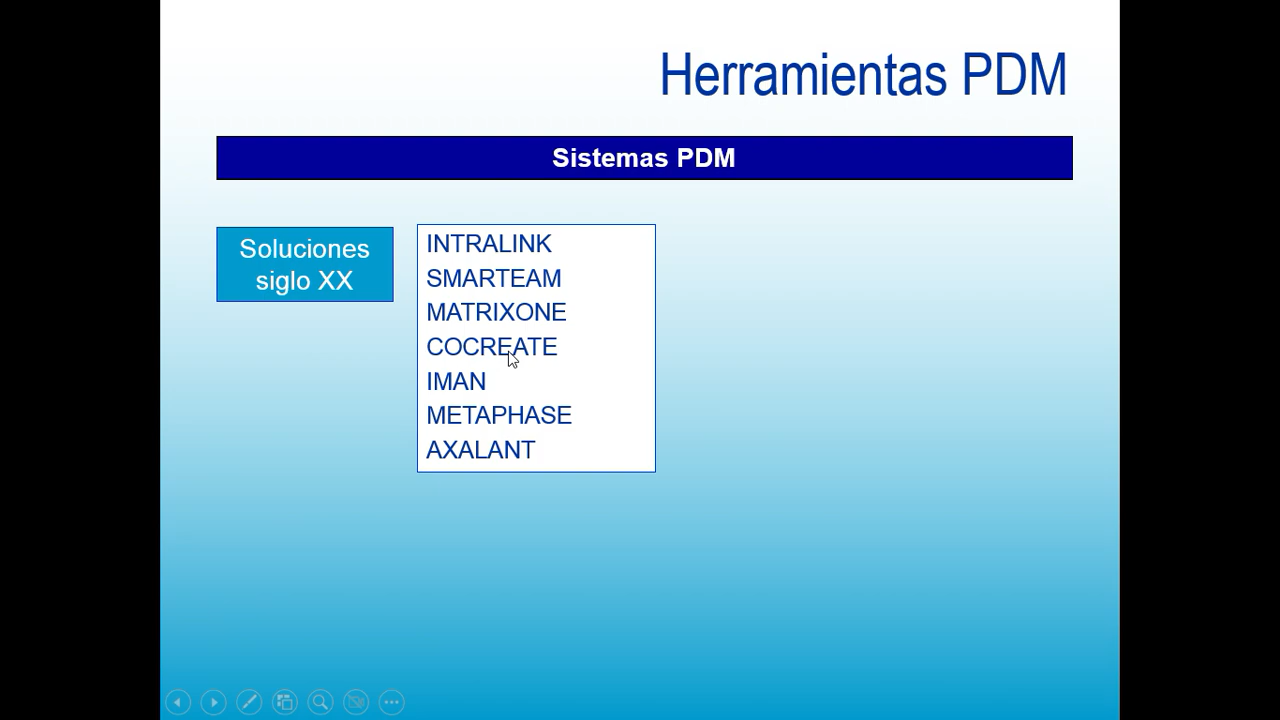 Herramientas PDM
Sistemas PDM
Soluciones
siglo XX
INTRALINK
SMARTEAM
MATRIXONE
COCREATE
IMAN
METAPHASE
AXALANT